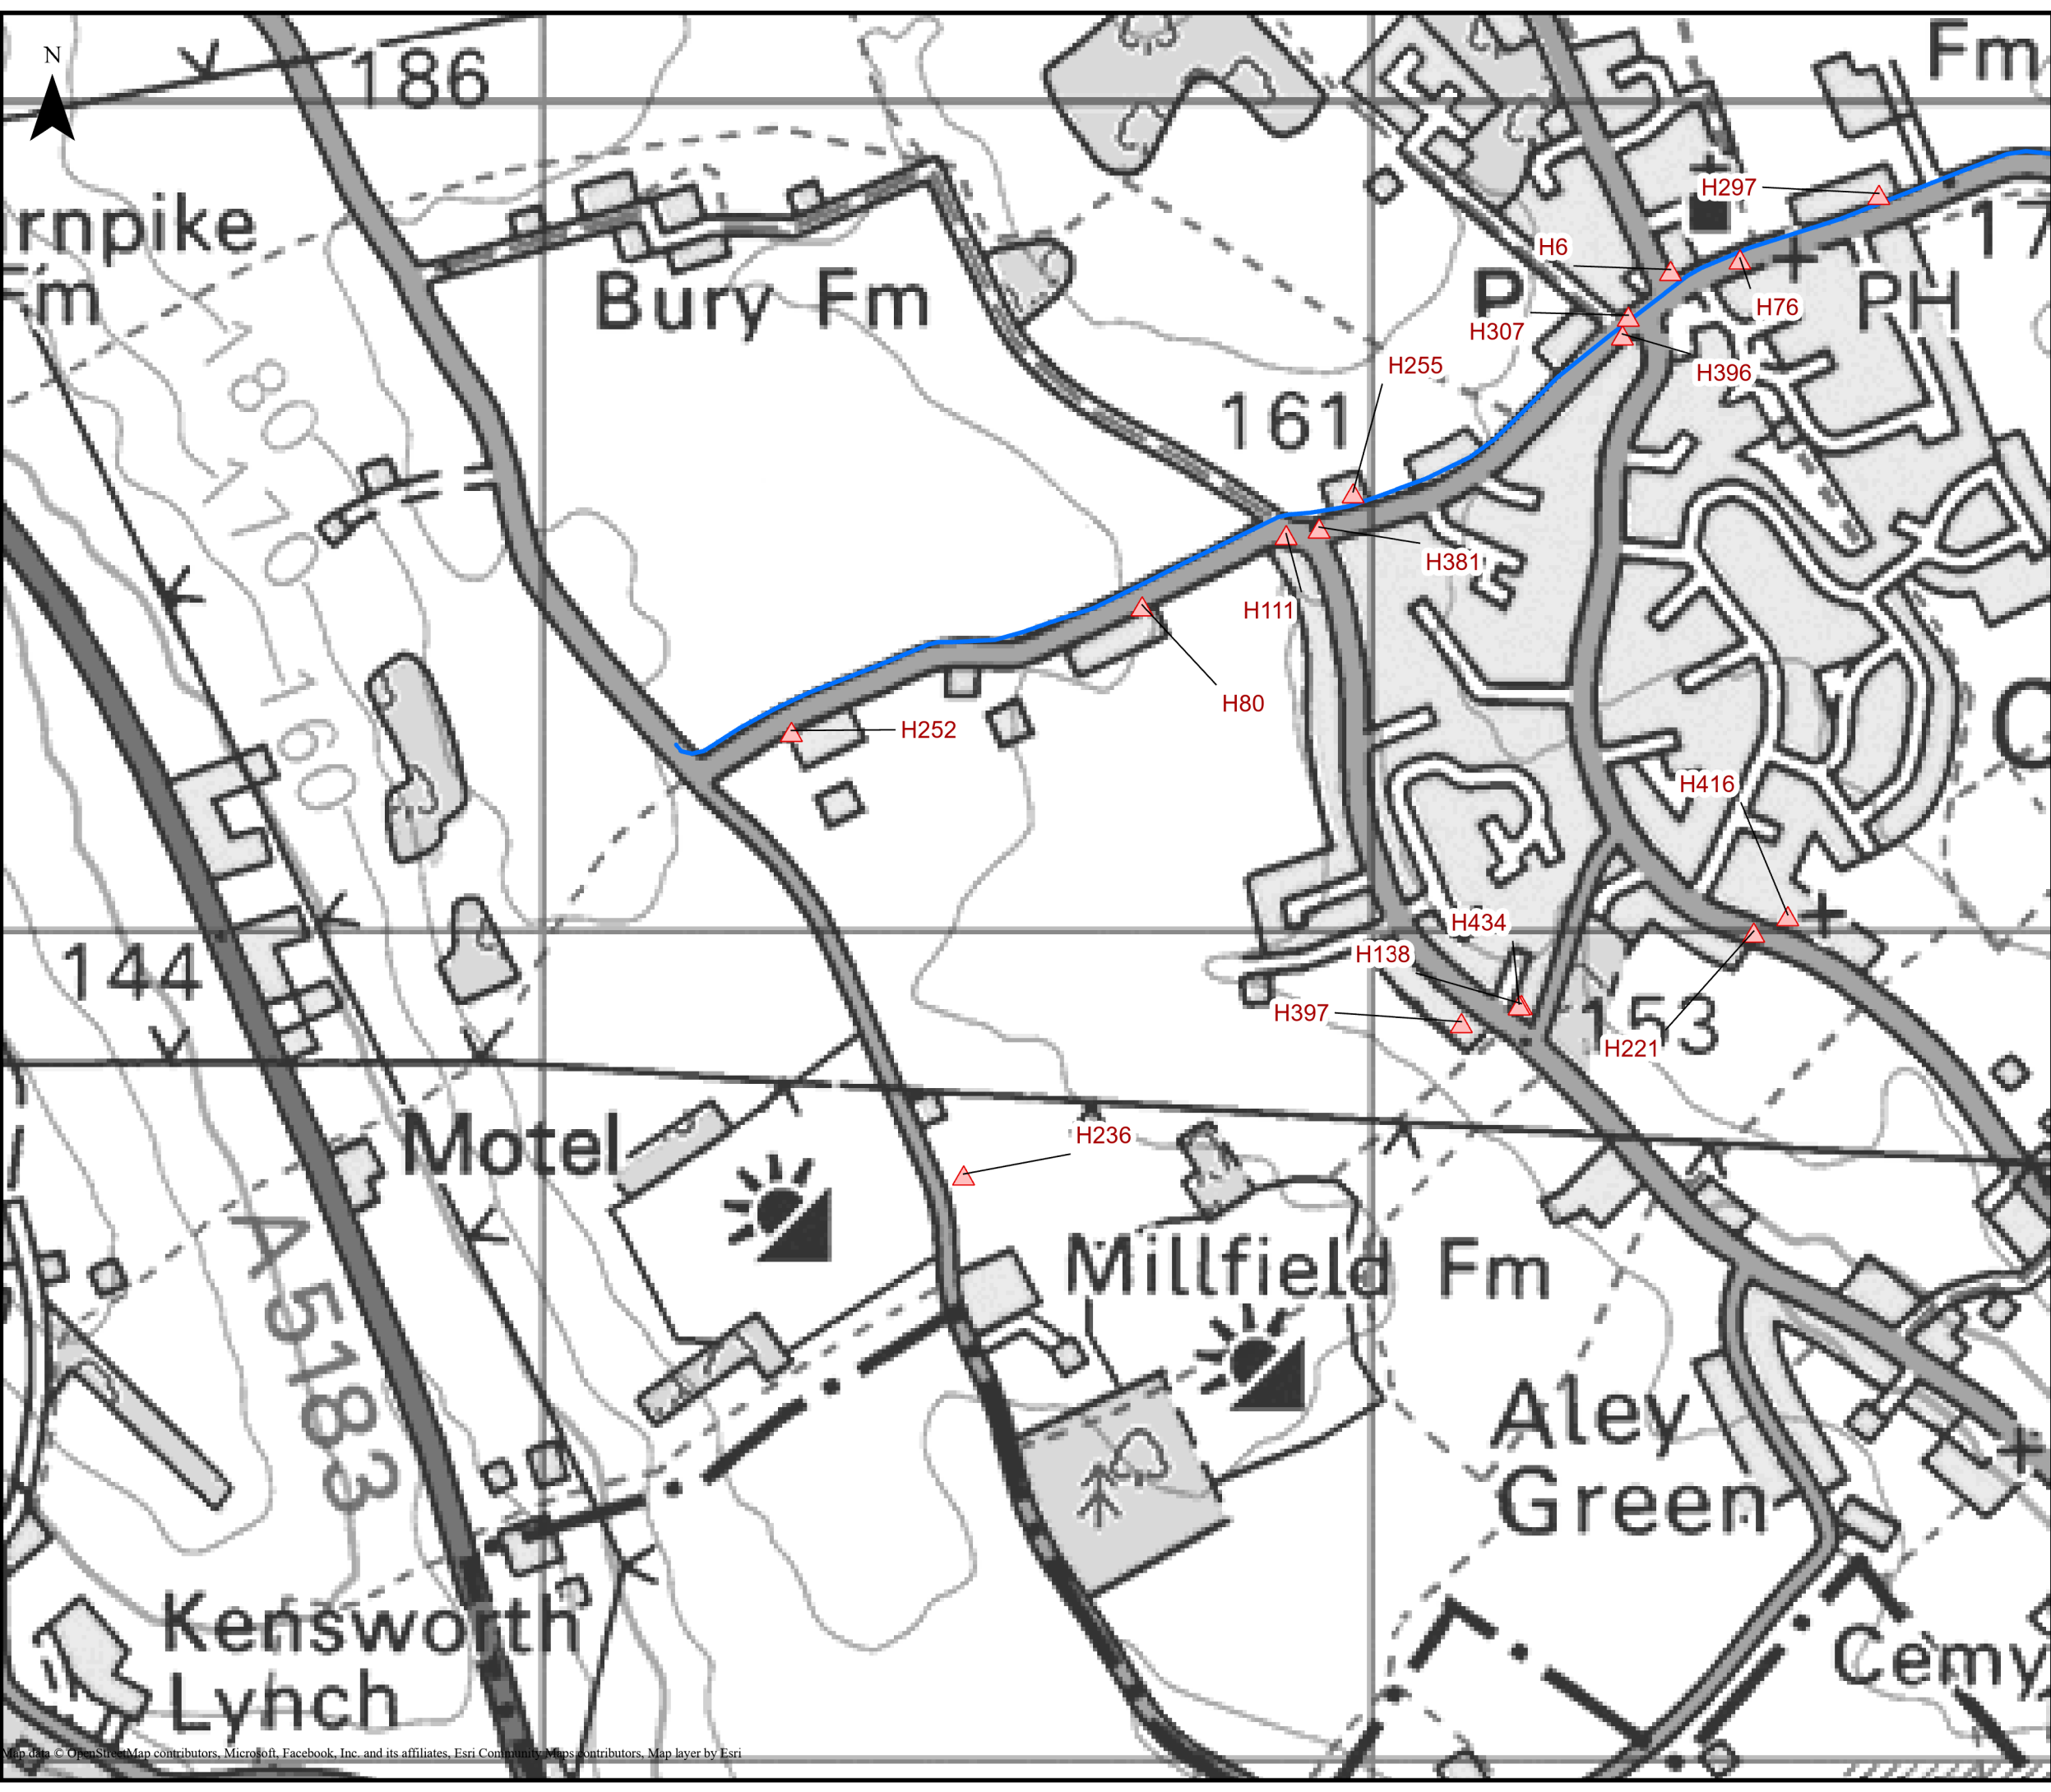 Fm
N
186
H297
rnpike
17
Fm
H6
Bury Fm
P
PH
H76
H307
180
H255
H396
161
170
H381
H111
160
H80
H252
C
H416
H434
144
H138
H397
153
H221
Motel
H236
A 5183
Millfield Fm
Aley
Green
Kensworth
Lynch
Cemy
Map data © OpenStreetMap contributors, Microsoft, Facebook, Inc. and its affiliates, Esri Community Maps contributors, Map layer by Esri